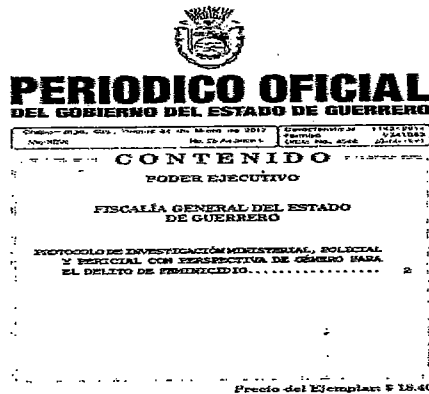 PERIODICO OFICIAL
DEL GOBIERNO DEL ESTADO DE GUERRERO
CONTENIDO
PODER EJECUTIVO
FISCALÍA GENERAL DEL ESTADO
DE GUERRERO
PROTOCOLO DE INVESTIGACIÓN MINISTERIAL, POLICIAL
Y PERICIAL CON PERSPECTIVA DE GÉNERO PARA
EL DELITO DE FEMINICIDIO................. 2
Precio del Ejemplar: $ 18.40